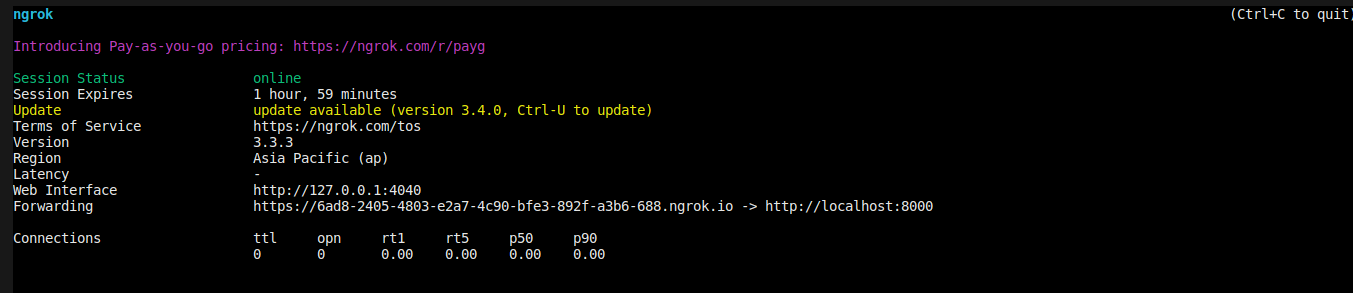 ngrok (Ctrl+C to quit)
Introducing Pay-as-you-go pricing: https://ngrok.com/r/payg
Session Status online
Session Expires 1 hour, 59 minutes
Update update available (version 3.4.0, Ctrl-U to update)
Terms of Service https://ngrok.com/tos
Version 3.3.3
Region Asia Pacific (ap)
Latency -
Web Interface http://127.0.0.1:4040
Forwarding https://6ad8-2405-4803-e2a7-4c90-bfe3-892f-a3b6-688.ngrok.io -> http://localhost:8000
Connections ttl opn rt1 rt5 p50 p90
0 0 0.00 0.00 0.00 0.00